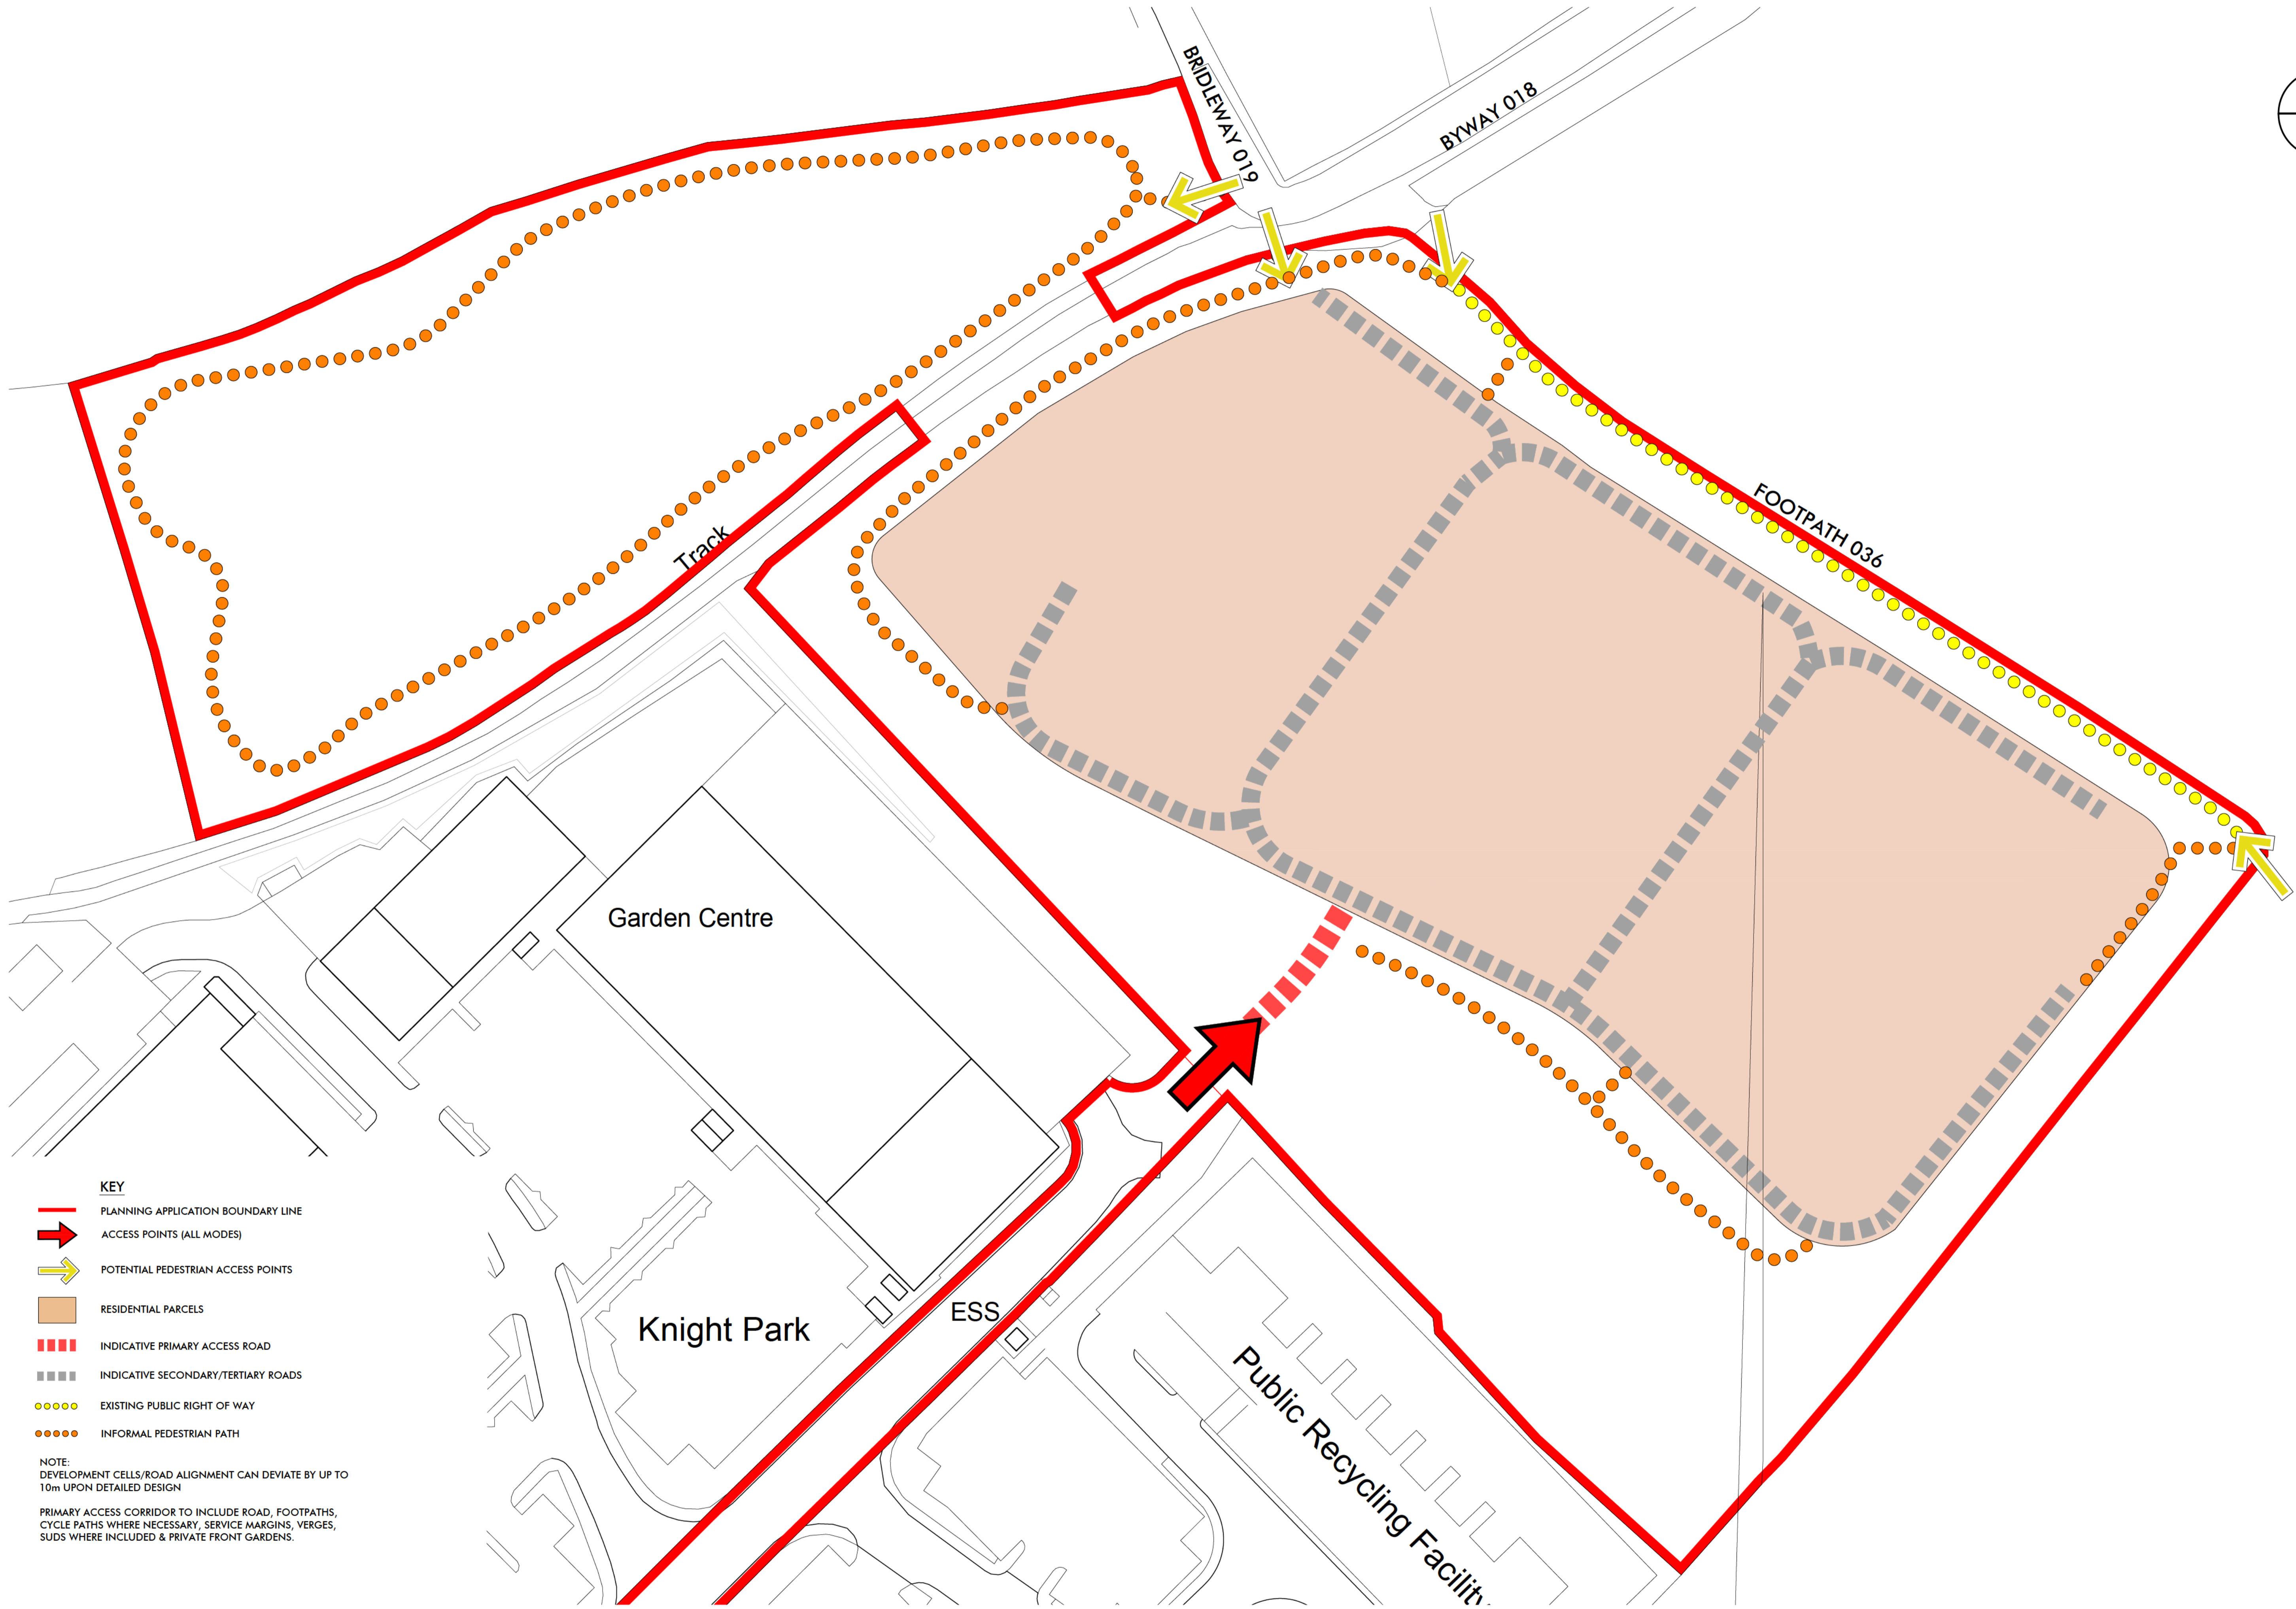 BRIDLEWAY 019
BYWAY 018
FOOTPATH 036
Track
Garden Centre
Knight Park
ESS
Public Recycling Facility
KEY
PLANNING APPLICATION BOUNDARY LINE
ACCESS POINTS (ALL MODES)
POTENTIAL PEDESTRIAN ACCESS POINTS
RESIDENTIAL PARCELS
INDICATIVE PRIMARY ACCESS ROAD
INDICATIVE SECONDARY/TERTIARY ROADS
EXISTING PUBLIC RIGHT OF WAY
INFORMAL PEDESTRIAN PATH
NOTE:
DEVELOPMENT CELLS/ROAD ALIGNMENT CAN DEVIATE BY UP TO
10m UPON DETAILED DESIGN
PRIMARY ACCESS CORRIDOR TO INCLUDE ROAD, FOOTPATHS,
CYCLE PATHS WHERE NECESSARY, SERVICE MARGINS, VERGES,
SUDS WHERE INCLUDED & PRIVATE FRONT GARDENS.